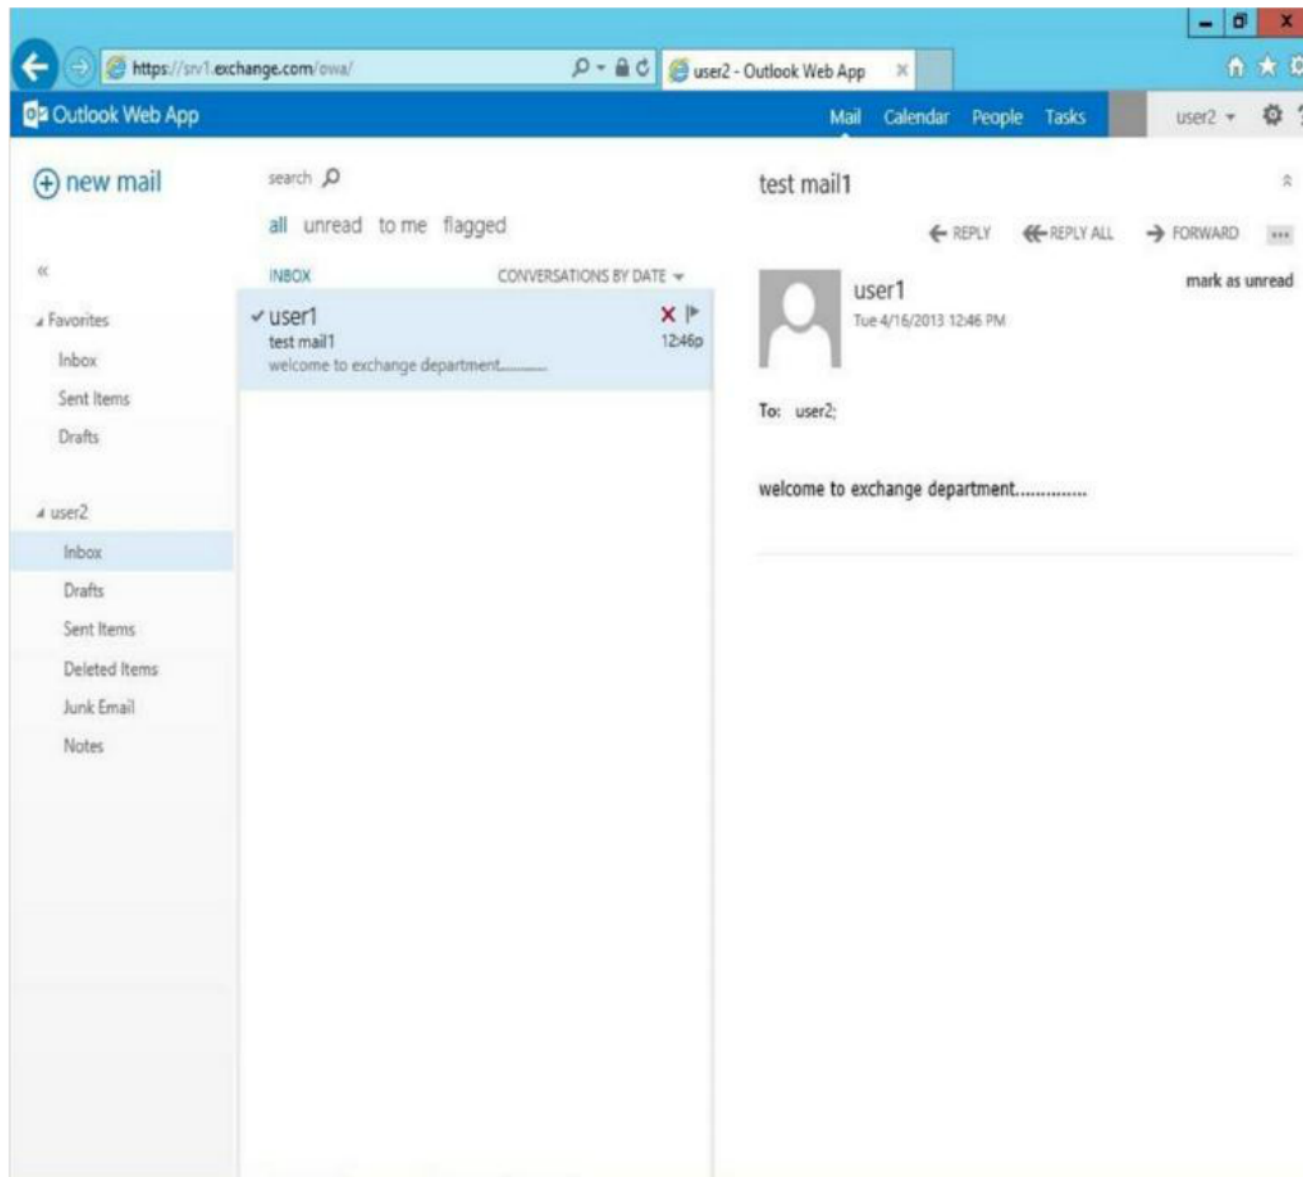 https://srv1.exchange.com/owa/
user2 - Outlook Web App
Outlook Web App
Mail Calendar People Tasks
user2
new mail
«
Favorites
Inbox
Sent Items
Drafts
user2
Inbox
Drafts
Sent Items
Deleted Items
Junk Email
Notes
search
all unread to me flagged
INBOX CONVERSATIONS BY DATE
user1
test mail1 12:46p
welcome to exchange department..............
test mail1
REPLY REPLY ALL FORWARD ...
user1 mark as unread
Tue 4/16/2013 12:46 PM
To: user2;
welcome to exchange department..............